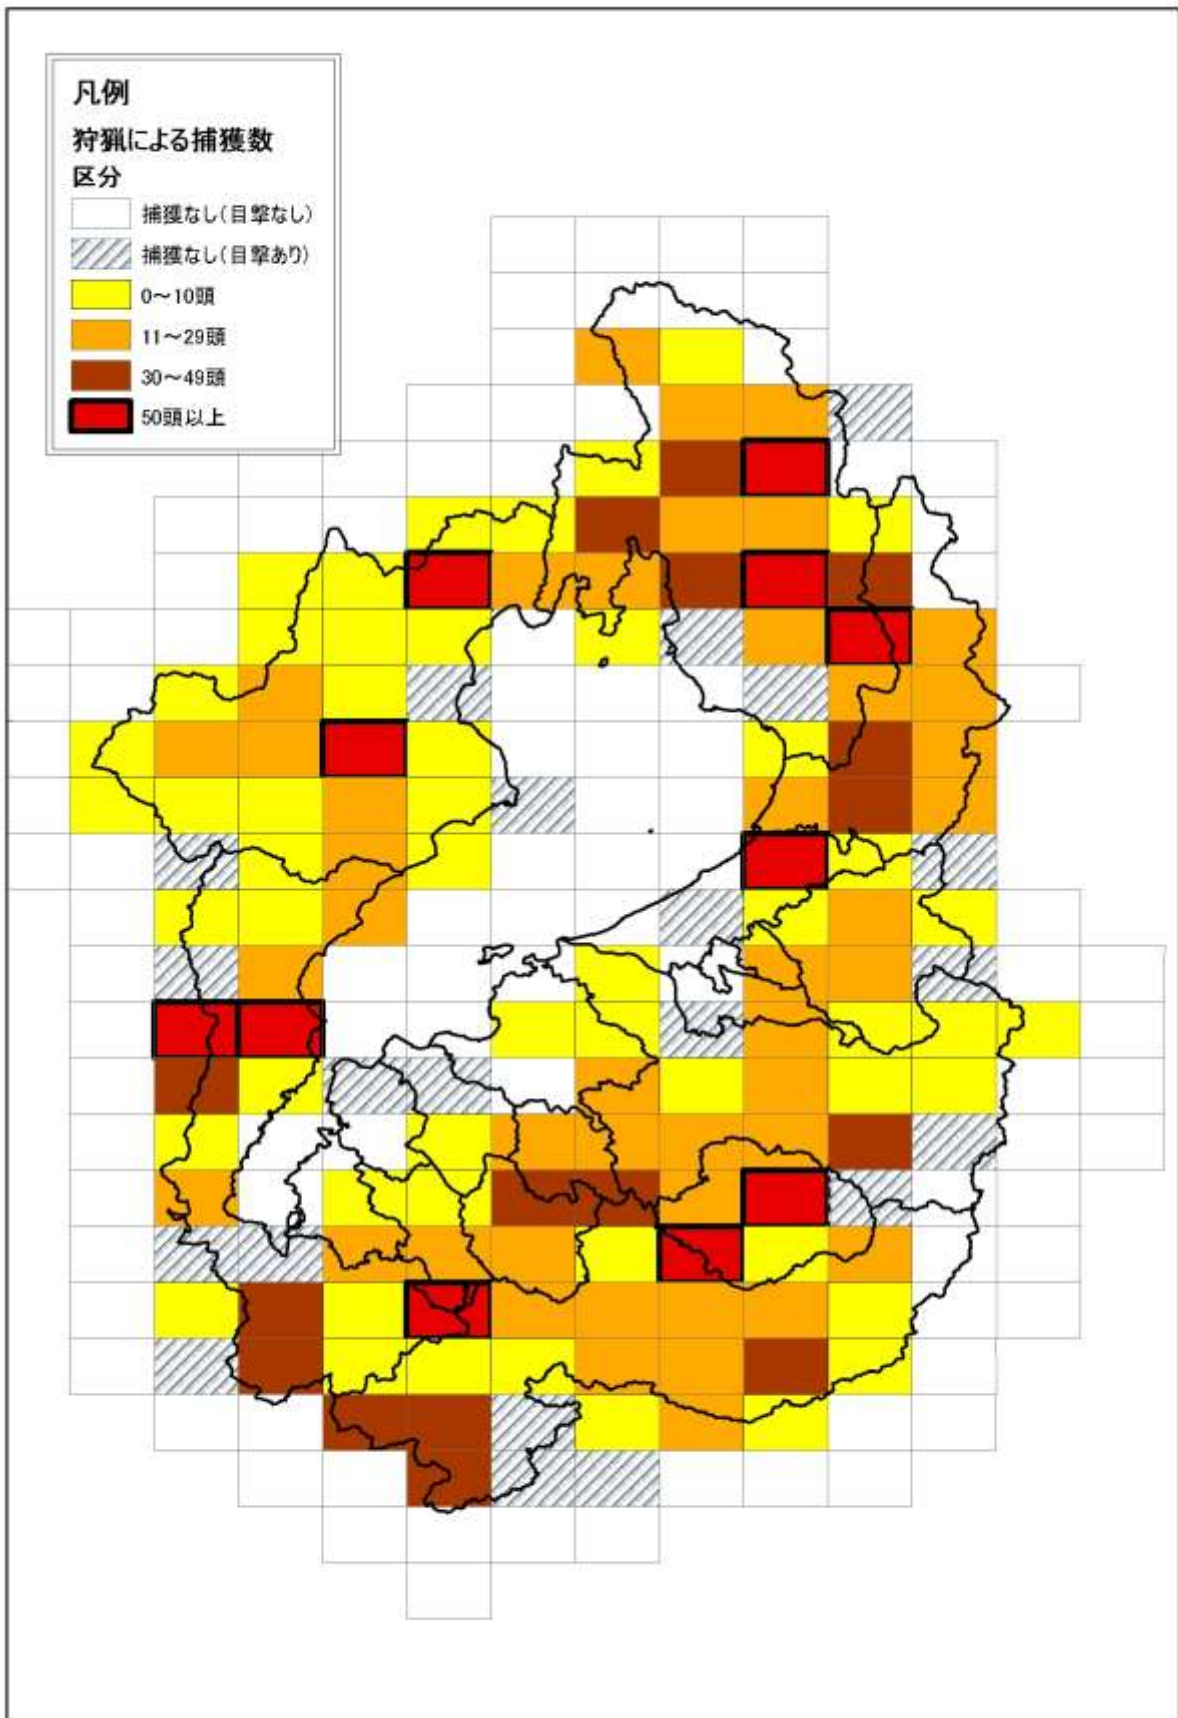 凡例
狩猟による捕獲数
区分
捕獲なし(目撃なし)
捕獲なし(目撃あり)
0～10頭
11～29頭
30～49頭
50頭以上